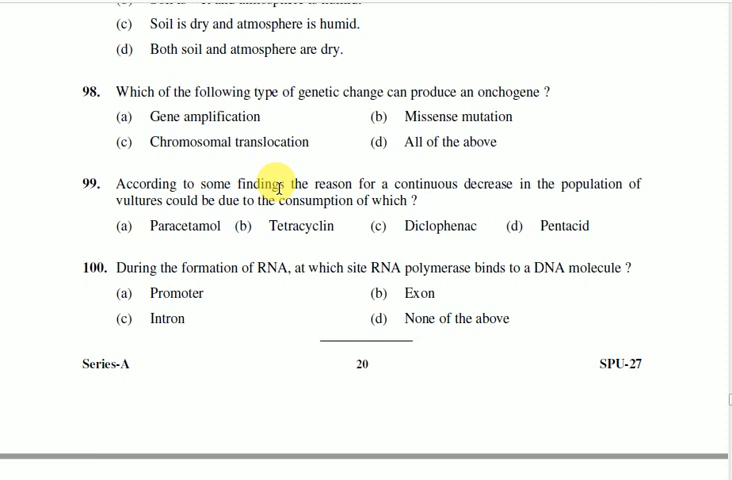 (c) Soil is dry and atmosphere is humid.
(d) Both soil and atmosphere are dry.
98. Which of the following type of genetic change can produce an onchogene ?
(a) Gene amplification (b) Missense mutation
(c) Chromosomal translocation (d) All of the above
99. According to some findings the reason for a continuous decrease in the population of
vultures could be due to the consumption of which ?
(a) Paracetamol (b) Tetracyclin (c) Diclophenac (d) Pentacid
100. During the formation of RNA, at which site RNA polymerase binds to a DNA molecule ?
(a) Promoter (b) Exon
(c) Intron (d) None of the above
Series-A 20 SPU-27